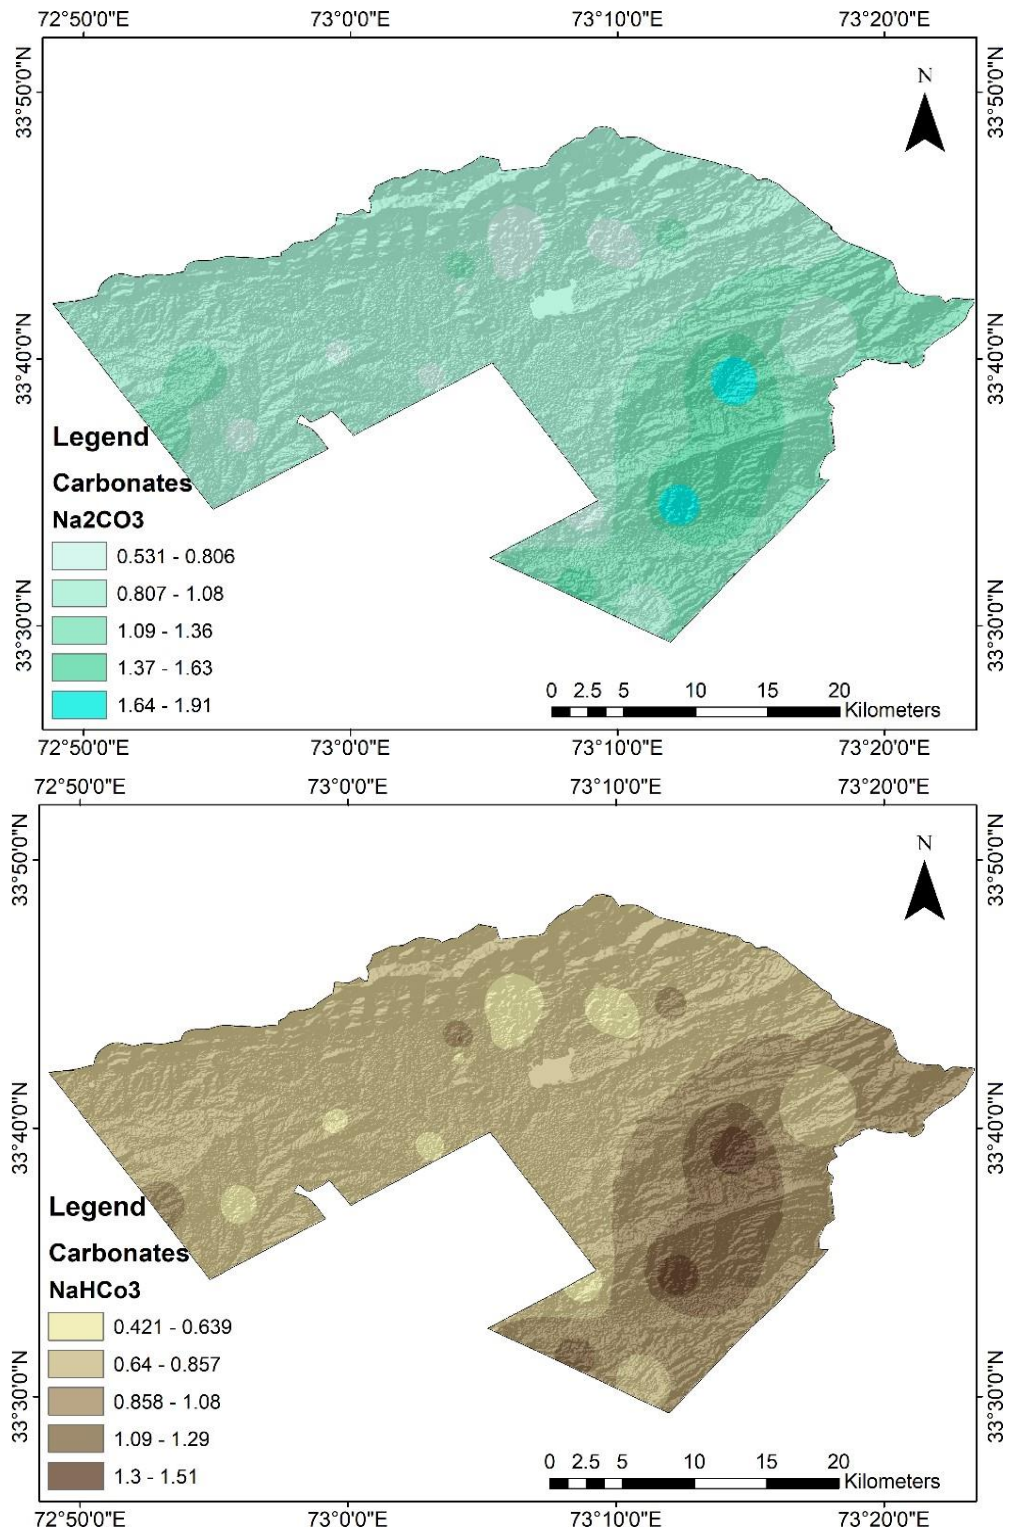 72°50'0"E 73°0'0"E 73°10'0"E 73°20'0"E
N
33°50'0"N 33°50'0"N
33°40'0"N 33°40'0"N
33°30'0"N 33°30'0"N
Legend
Carbonates
Na2CO3
0.531 - 0.806
0.807 - 1.08
1.09 - 1.36
1.37 - 1.63
1.64 - 1.91
0 2.5 5 10 15 20
Kilometers
72°50'0"E 73°0'0"E 73°10'0"E 73°20'0"E
72°50'0"E 73°0'0"E 73°10'0"E 73°20'0"E
N
33°50'0"N 33°50'0"N
33°40'0"N 33°40'0"N
33°30'0"N 33°30'0"N
Legend
Carbonates
NaHCo3
0.421 - 0.639
0.64 - 0.857
0.858 - 1.08
1.09 - 1.29
1.3 - 1.51
0 2.5 5 10 15 20
Kilometers
72°50'0"E 73°0'0"E 73°10'0"E 73°20'0"E